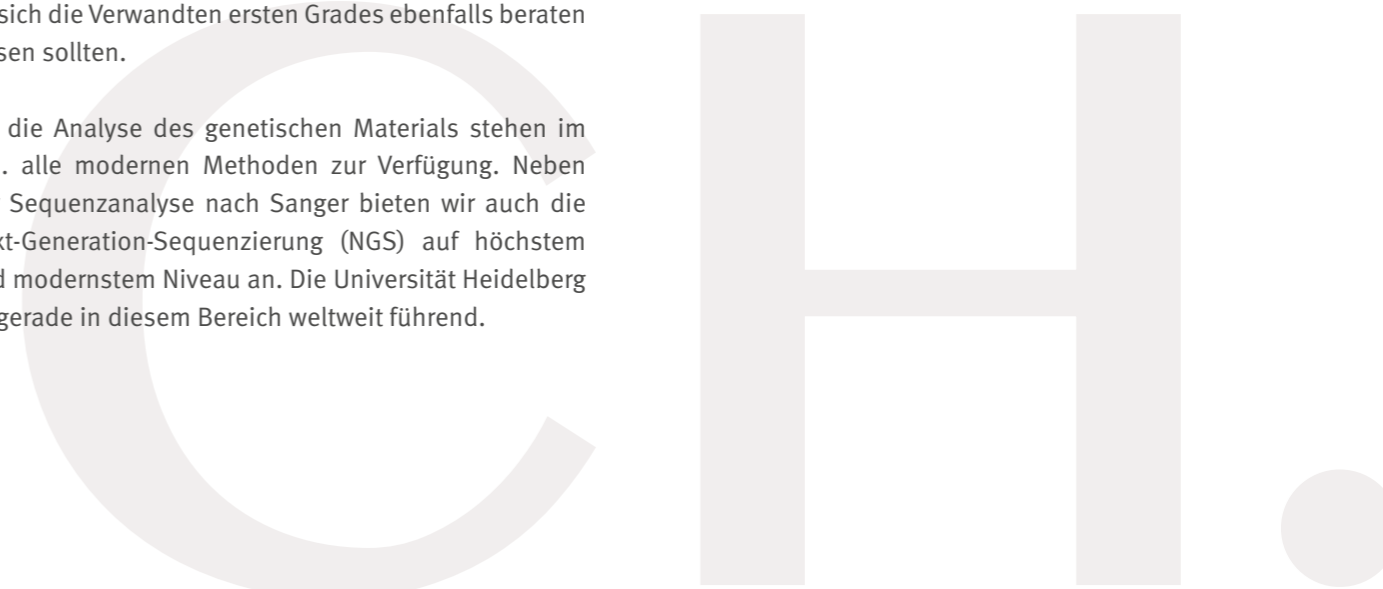 sich die Verwandten ersten Grades ebenfalls beraten
sen sollten.
die Analyse des genetischen Materials stehen im
. alle modernen Methoden zur Verfügung. Neben
Sequenzanalyse nach Sanger bieten wir auch die
xt-Generation-Sequenzierung (NGS) auf höchstem
d modernstem Niveau an. Die Universität Heidelberg
gerade in diesem Bereich weltweit führend.
CH.